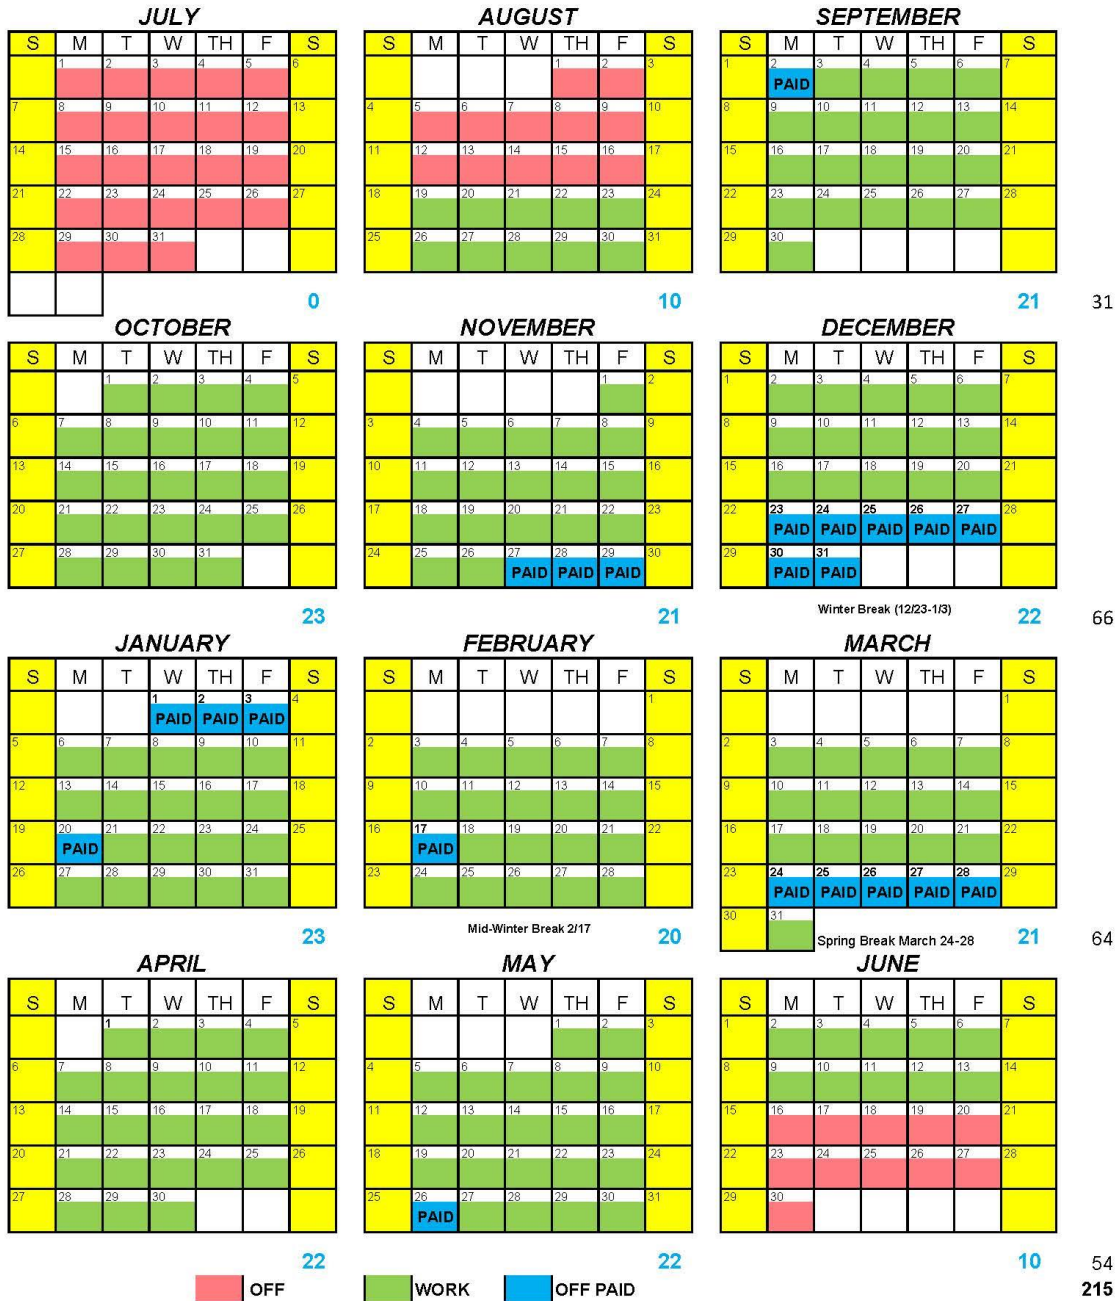 JULY AUGUST SEPTEMBER
S M T W TH F S S M T W TH F S S M T W TH F S
1 2 3 4 5 6 1 2 3 1 2 3 4 5 6 7
PAID
7 8 9 10 11 12 13 4 5 6 7 8 9 10 8 9 10 11 12 13 14
14 15 16 17 18 19 20 11 12 13 14 15 16 17 15 16 17 18 19 20 21
21 22 23 24 25 26 27 18 19 20 21 22 23 24 22 23 24 25 26 27 28
28 29 30 31 25 26 27 28 29 30 31 29 30
0 10 21 31
OCTOBER NOVEMBER DECEMBER
S M T W TH F S S M T W TH F S S M T W TH F S
1 2 3 4 5 1 2 1 2 3 4 5 6 7
6 7 8 9 10 11 12 3 4 5 6 7 8 9 8 9 10 11 12 13 14
13 14 15 16 17 18 19 10 11 12 13 14 15 16 15 16 17 18 19 20 21
20 21 22 23 24 25 26 17 18 19 20 21 22 23 22 23 24 25 26 27 28
PAID PAID PAID PAID PAID
27 28 29 30 31 24 25 26 27 28 29 30 29 30 31
PAID PAID PAID PAID PAID
Winter Break (12/23-1/3)
23 21 22 66
JANUARY FEBRUARY MARCH
S M T W TH F S S M T W TH F S S M T W TH F S
1 2 3 4 1 1
PAID PAID PAID
5 6 7 8 9 10 11 2 3 4 5 6 7 8 2 3 4 5 6 7 8
12 13 14 15 16 17 18 9 10 11 12 13 14 15 9 10 11 12 13 14 15
19 20 21 22 23 24 25 16 17 18 19 20 21 22 16 17 18 19 20 21 22
PAID PAID
26 27 28 29 30 31 23 24 25 26 27 28 23 24 25 26 27 28 29
PAID PAID PAID PAID PAID
30 31
Mid-Winter Break 2/17
23 20 Spring Break March 24-28 21 64
APRIL MAY JUNE
S M T W TH F S S M T W TH F S S M T W TH F S
1 2 3 4 5 1 2 3 1 2 3 4 5 6 7
6 7 8 9 10 11 12 4 5 6 7 8 9 10 8 9 10 11 12 13 14
13 14 15 16 17 18 19 11 12 13 14 15 16 17 15 16 17 18 19 20 21
20 21 22 23 24 25 26 18 19 20 21 22 23 24 22 23 24 25 26 27 28
27 28 29 30 25 26 27 28 29 30 31 29 30
PAID
22 22 10 54
OFF WORK OFF PAID 215